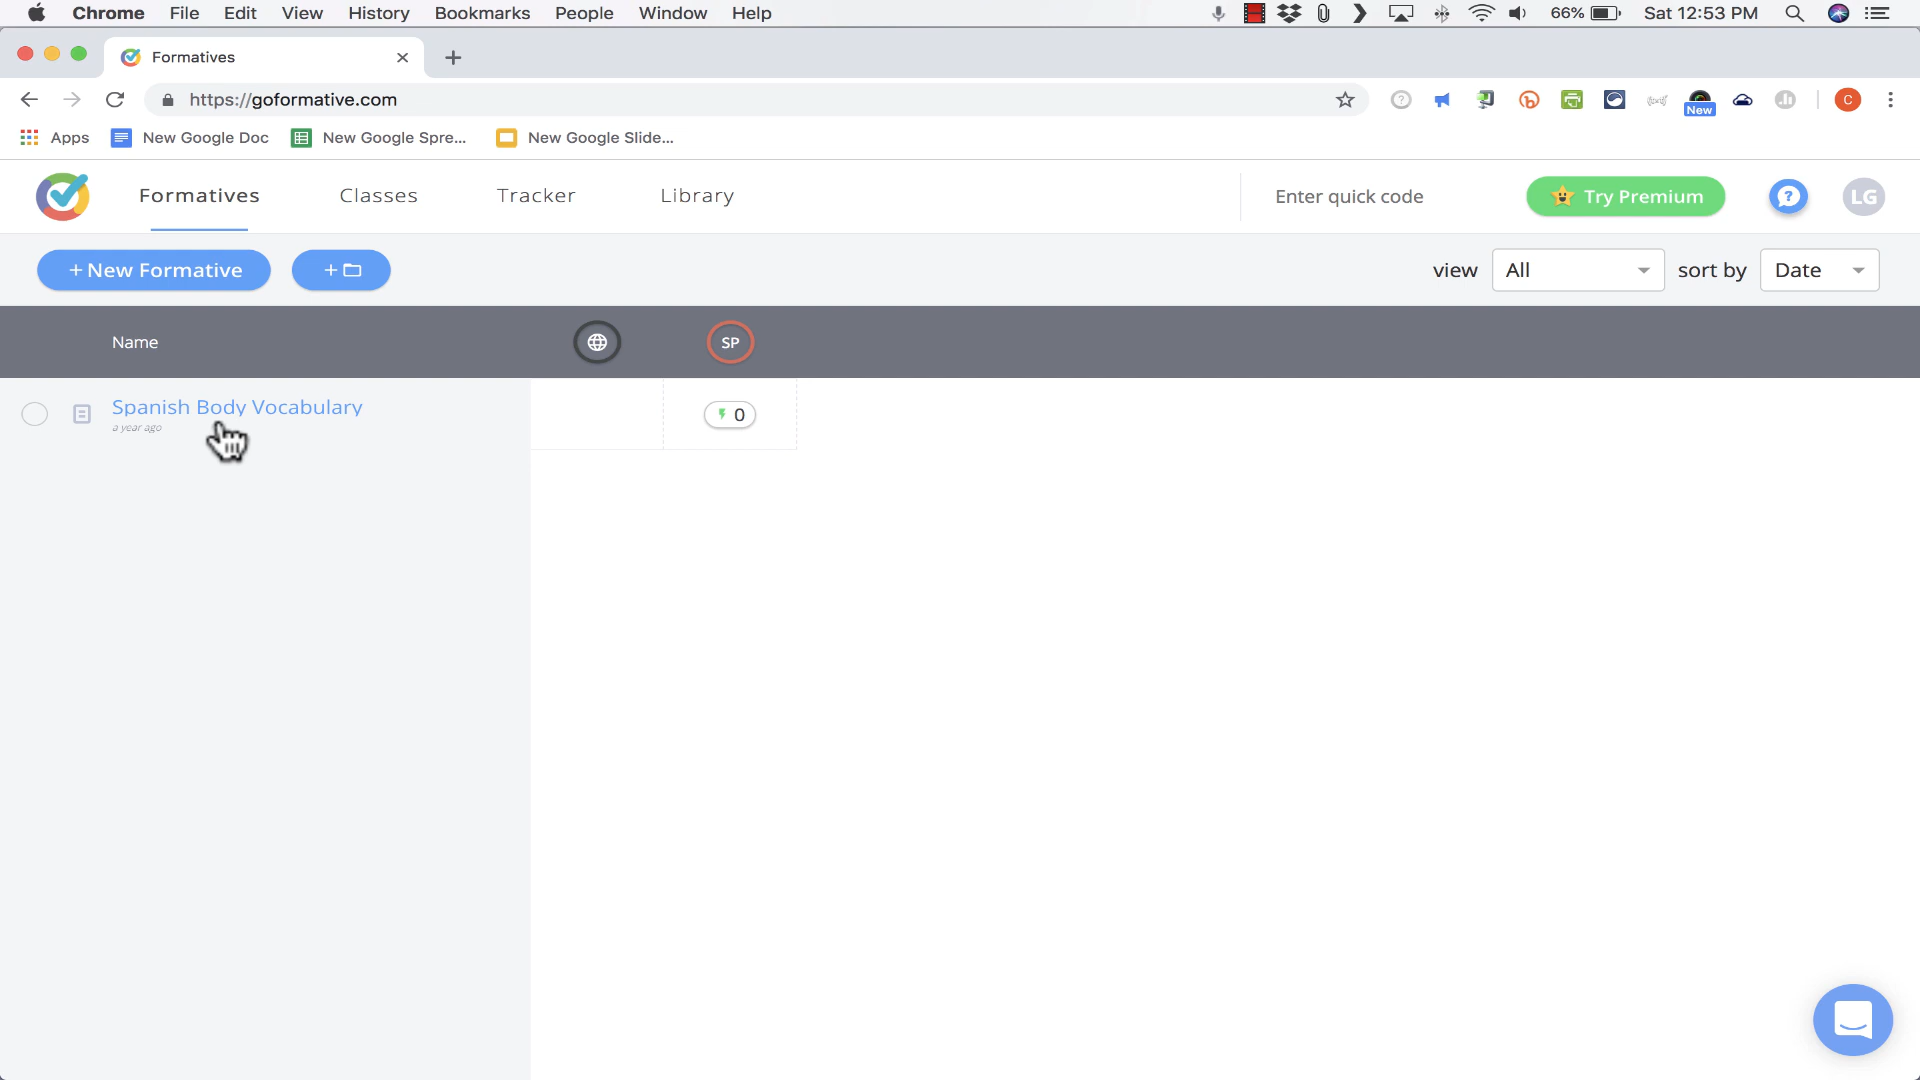 Chrome File Edit View History Bookmarks People Window Help 66% Sat 12:53 PM
Formatives
https://goformative.com New C
Apps New Google Doc New Google Spre... New Google Slide...
Formatives Classes Tracker Library Enter quick code Try Premium ? LG
+ New Formative + view All sort by Date
Name SP
Spanish Body Vocabulary 0
a year ago